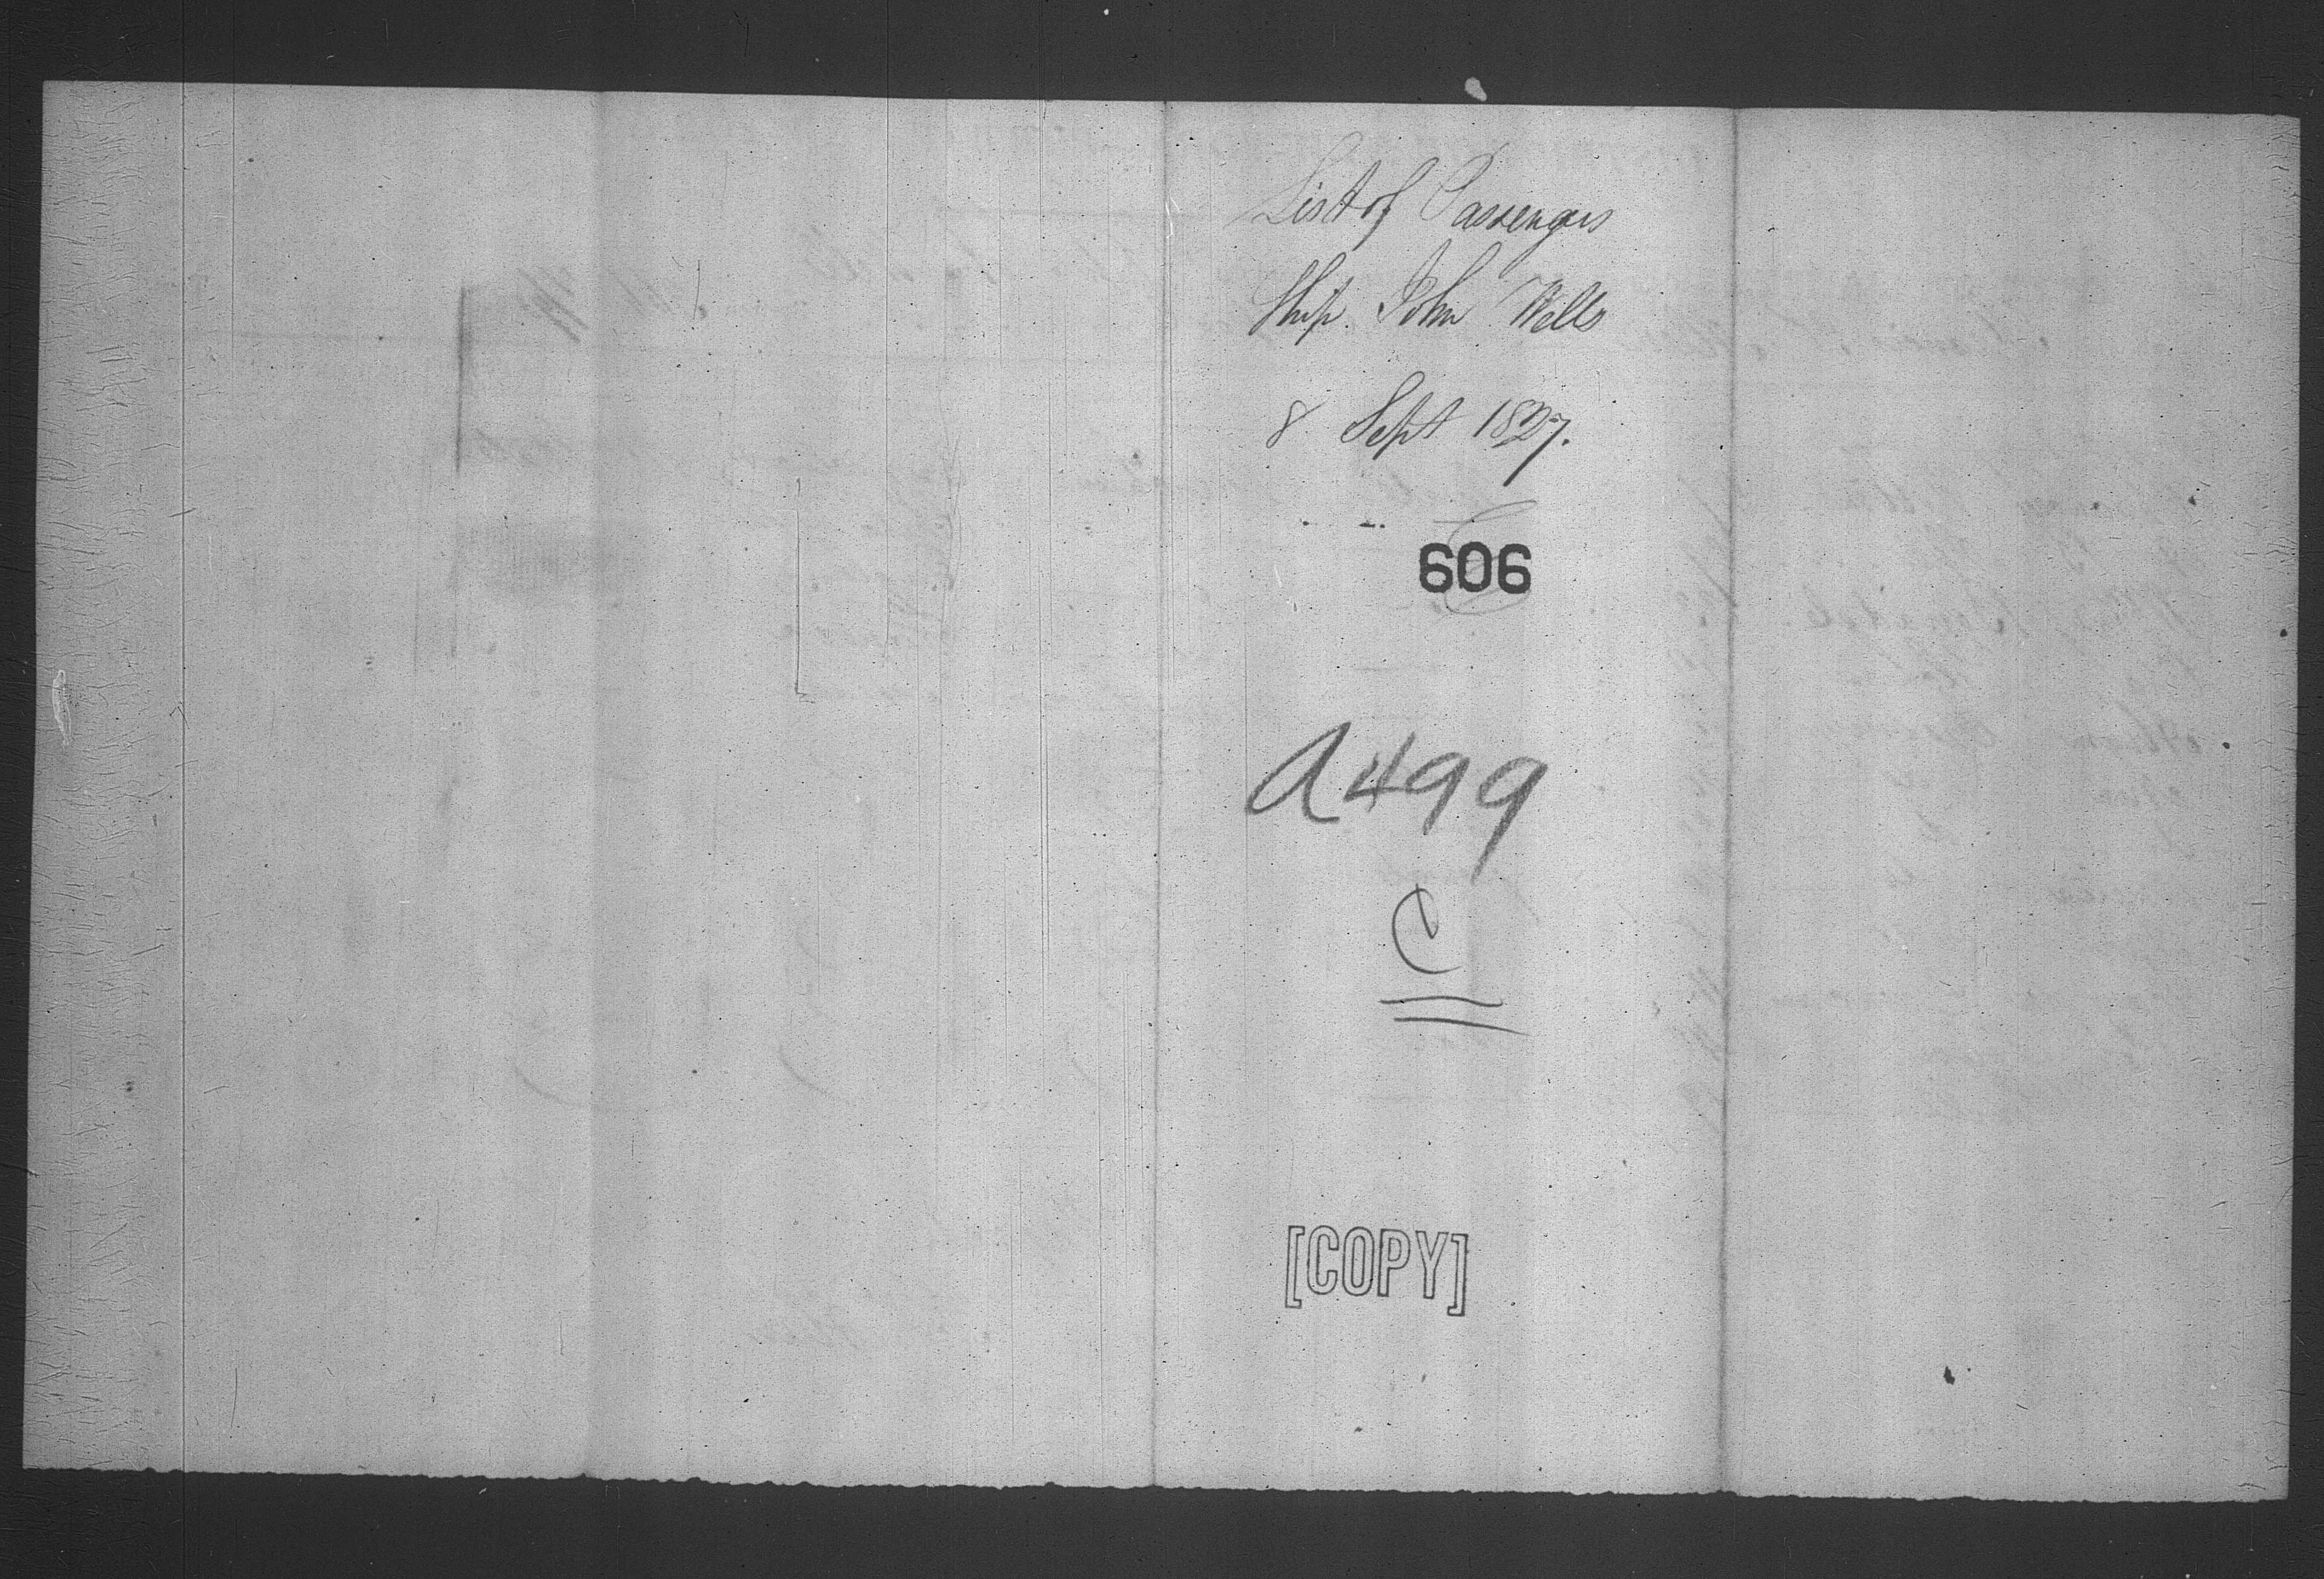 List of Passengers
Ship John Wells
8 Sept 1827.
606
A499
C
[COPY]